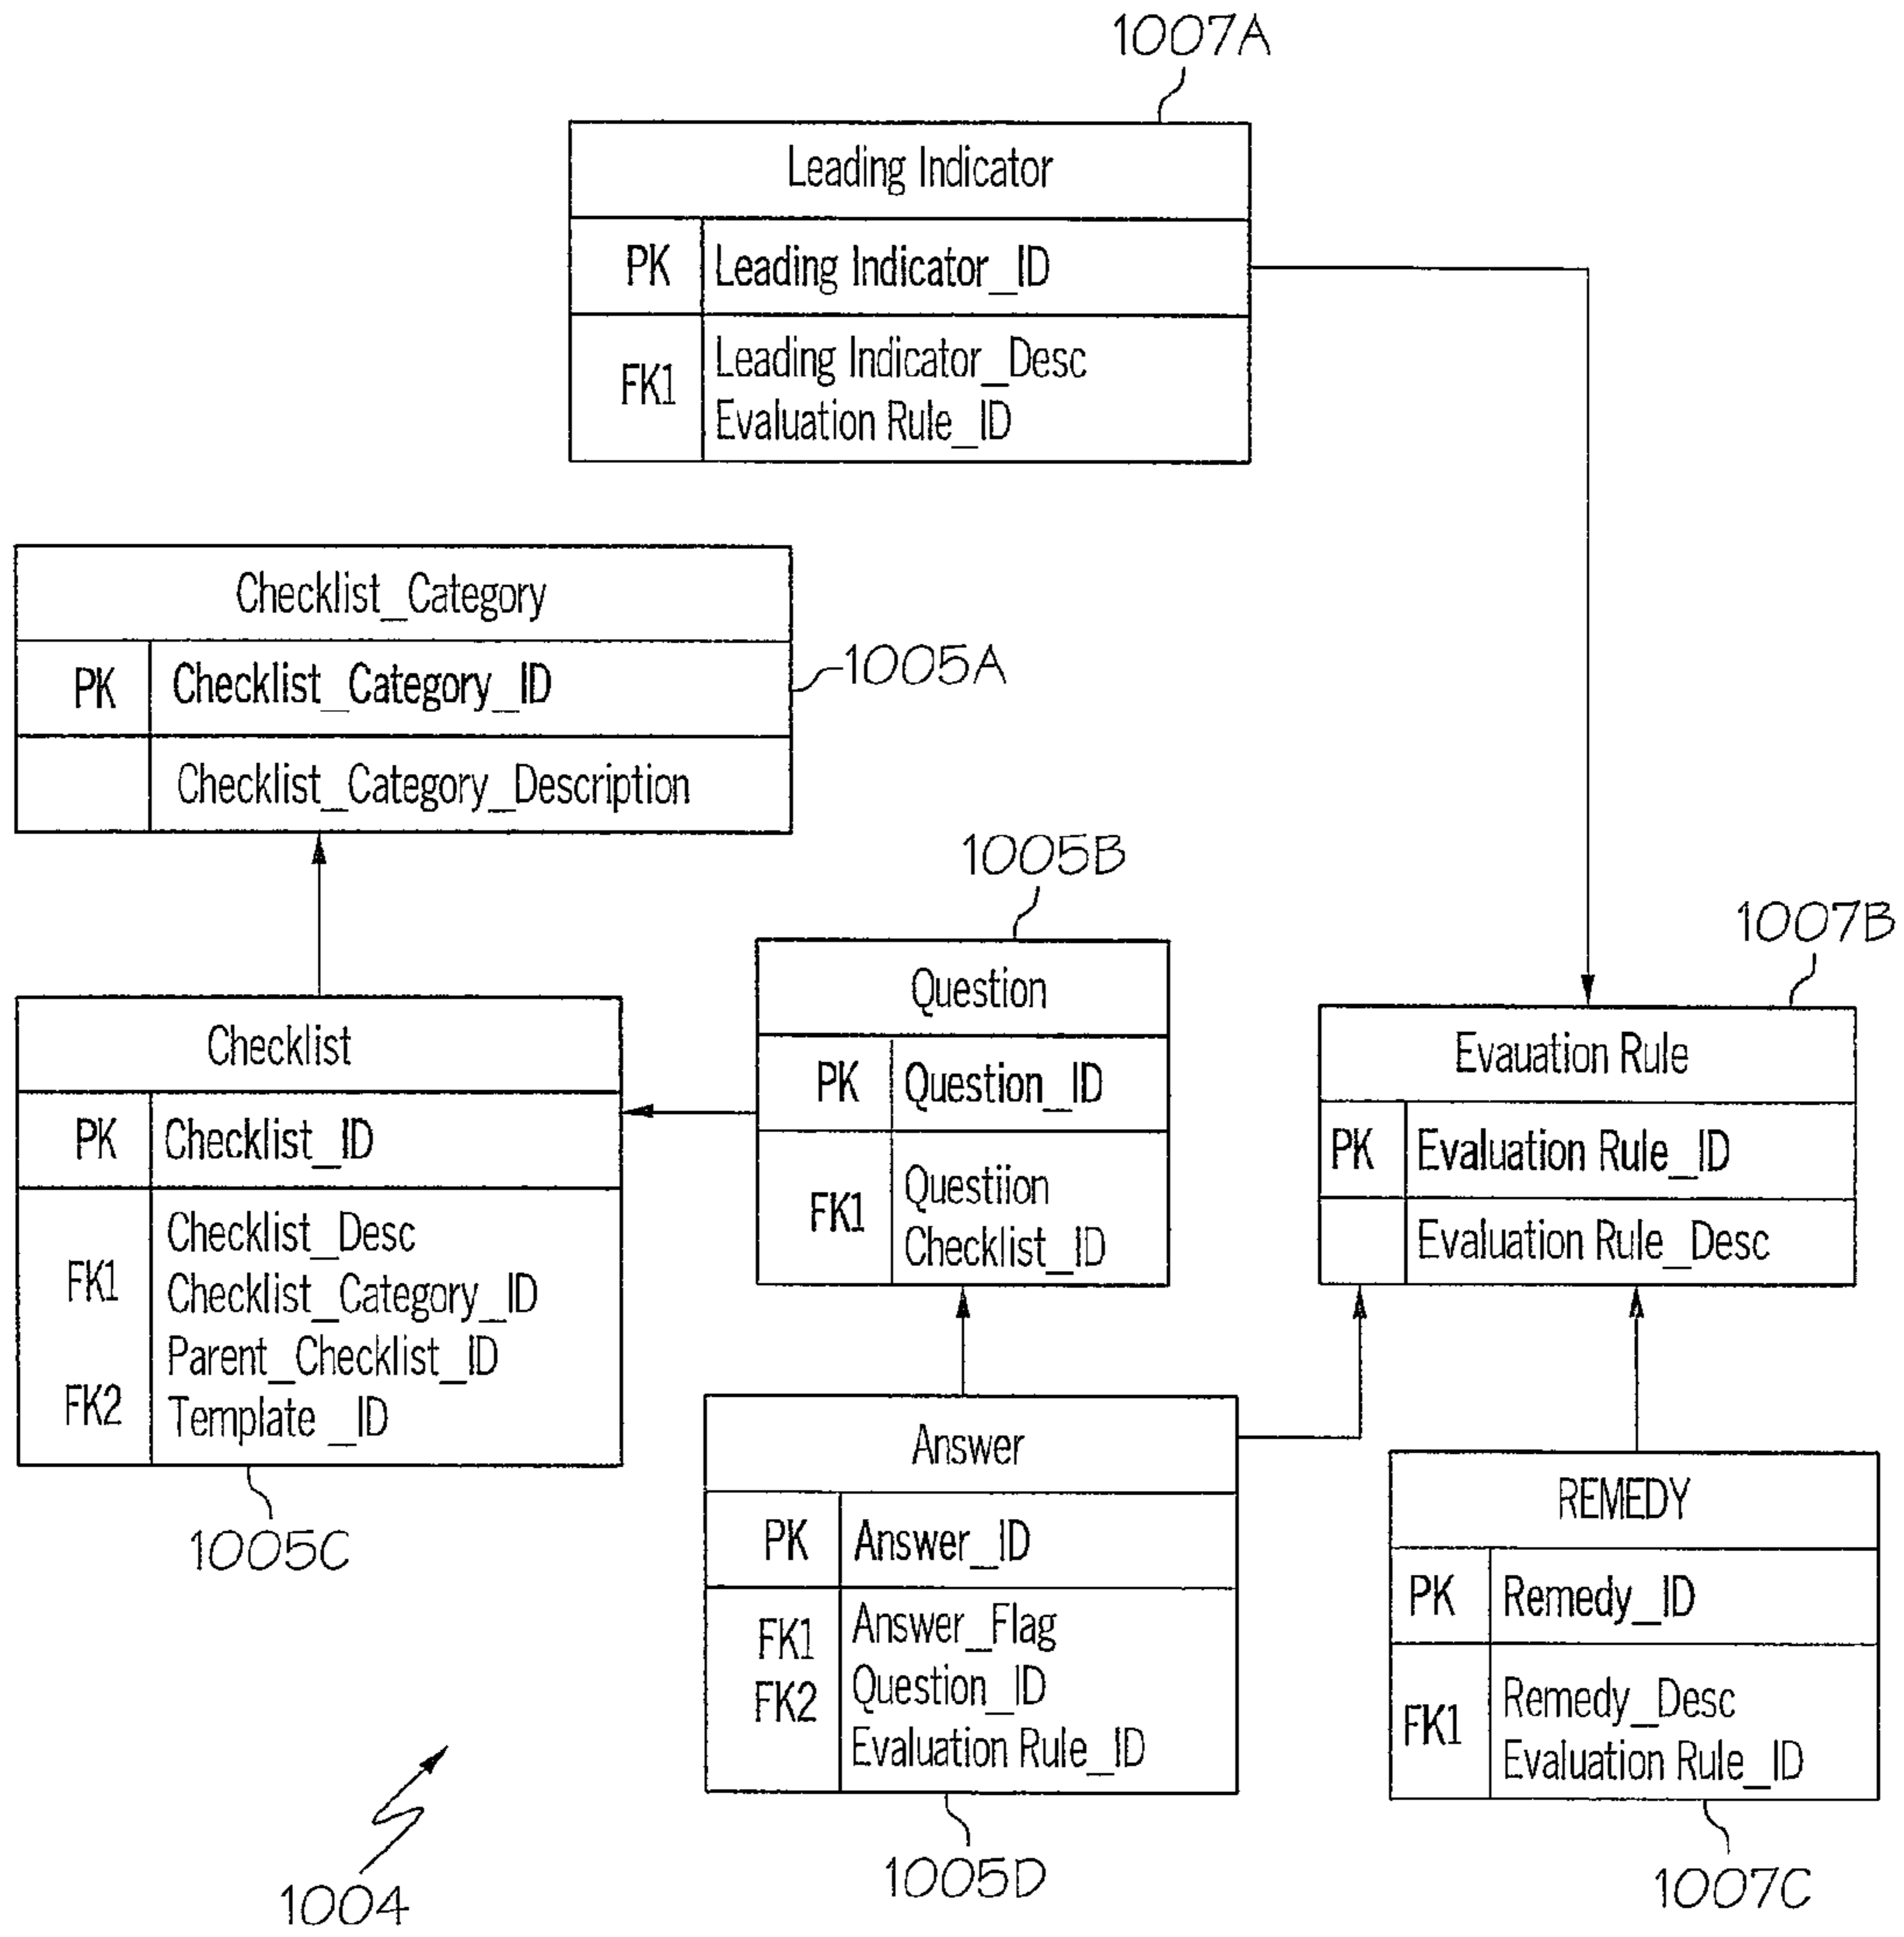 1007A
Leading Indicator
PK Leading Indicator_ID
Leading Indicator_Desc
FK1
Evaluation Rule_ID
Checklist_Category
PK Checklist_Category_ID
1005A
Checklist_Category_Description
1005B
Question
PK Question_ID
Questiion
FK1
Checklist_ID
1007B
Evauation Rule
PK Evaluation Rule_ID
Evaluation Rule_Desc
Checklist
PK Checklist_ID
Checklist_Desc
FK1 Checklist_Category_ID
Parent_Checklist_ID
FK2 Template _ID
1005C
Answer
PK Answer_ID
FK1 Answer_Flag
FK2 Question_ID
Evaluation Rule_ID
1005D
REMEDY
PK Remedy_ID
Remedy_Desc
FK1
Evaluation Rule_ID
1007C
1004